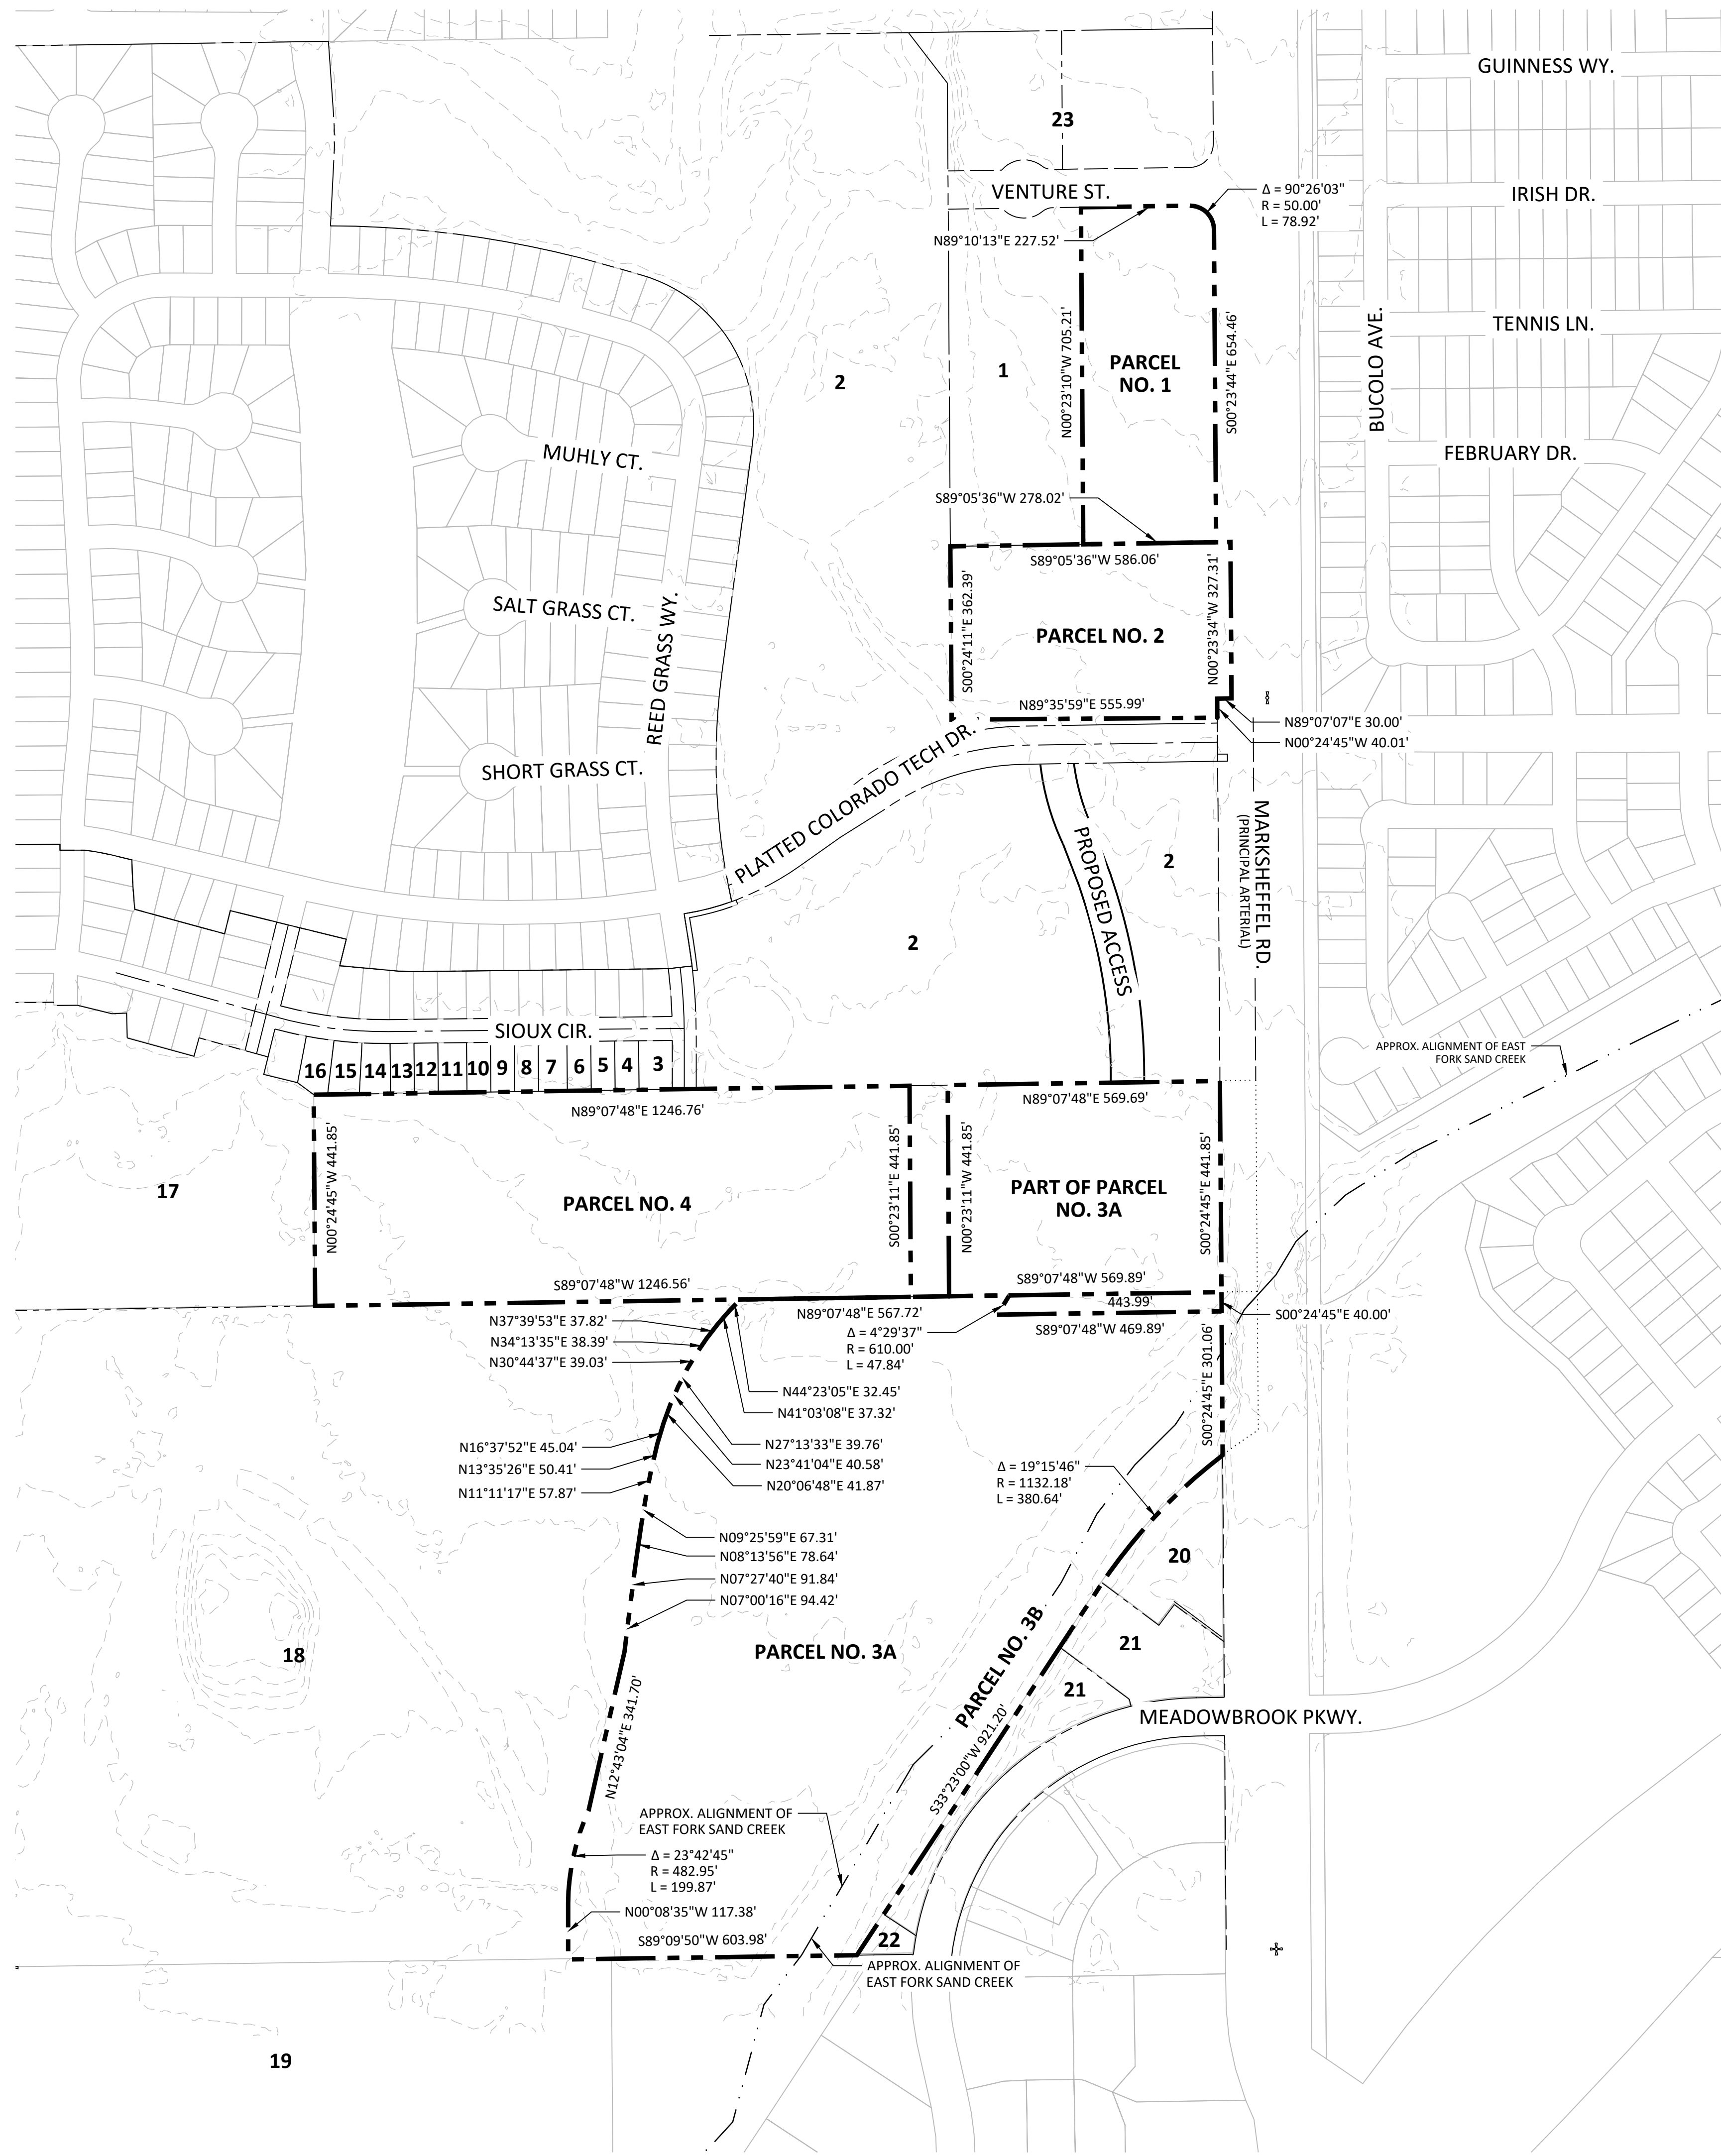 GUINNESS WY.
23
VENTURE ST.
Δ = 90°26'03"
R = 50.00'
L = 78.92'
IRISH DR.
N89°10'13"E 227.52'
BUCOLO AVE.
TENNIS LN.
N00°23'10"W 705.21'
S00°23'44"E 654.46'
PARCEL
NO. 1
1
2
FEBRUARY DR.
MUHLY CT.
S89°05'36"W 278.02'
S89°05'36"W 586.06'
S00°24'11"E 362.39'
N00°23'34"W 327.31'
PARCEL NO. 2
SALT GRASS CT.
REED GRASS WY.
N89°35'59"E 555.99'
N89°07'07"E 30.00'
N00°24'45"W 40.01'
SHORT GRASS CT.
PLATTED COLORADO TECH DR.
MARKSHEFFEL RD.
(PRINCIPAL ARTERIAL)
PROPOSED ACCESS
2
2
SIOUX CIR.
APPROX. ALIGNMENT OF EAST
FORK SAND CREEK
16 15 14 13 12 11 10 9 8 7 6 5 4 3
N89°07'48"E 1246.76'
N89°07'48"E 569.69'
N00°24'45"W 441.85'
S00°23'11"E 441.85'
N00°23'11"W 441.85'
S00°24'45"E 441.85'
17
PARCEL NO. 4
PART OF PARCEL
NO. 3A
S89°07'48"W 1246.56'
S89°07'48"W 569.89'
443.99'
N89°07'48"E 567.72'
S00°24'45"E 40.00'
S89°07'48"W 469.89'
N37°39'53"E 37.82'
N34°13'35"E 38.39'
N30°44'37"E 39.03'
Δ = 4°29'37"
R = 610.00'
L = 47.84'
S00°24'45"E 301.06'
N44°23'05"E 32.45'
N41°03'08"E 37.32'
N16°37'52"E 45.04'
N13°35'26"E 50.41'
N11°11'17"E 57.87'
N27°13'33"E 39.76'
N23°41'04"E 40.58'
N20°06'48"E 41.87'
Δ = 19°15'46"
R = 1132.18'
L = 380.64'
N09°25'59"E 67.31'
N08°13'56"E 78.64'
N07°27'40"E 91.84'
N07°00'16"E 94.42'
20
18
PARCEL NO. 3A
PARCEL NO. 3B
21
21
MEADOWBROOK PKWY.
N12°43'04"E 341.70'
S33°23'00"W 921.20'
APPROX. ALIGNMENT OF
EAST FORK SAND CREEK
Δ = 23°42'45"
R = 482.95'
L = 199.87'
N00°08'35"W 117.38'
S89°09'50"W 603.98'
22
APPROX. ALIGNMENT OF
EAST FORK SAND CREEK
19